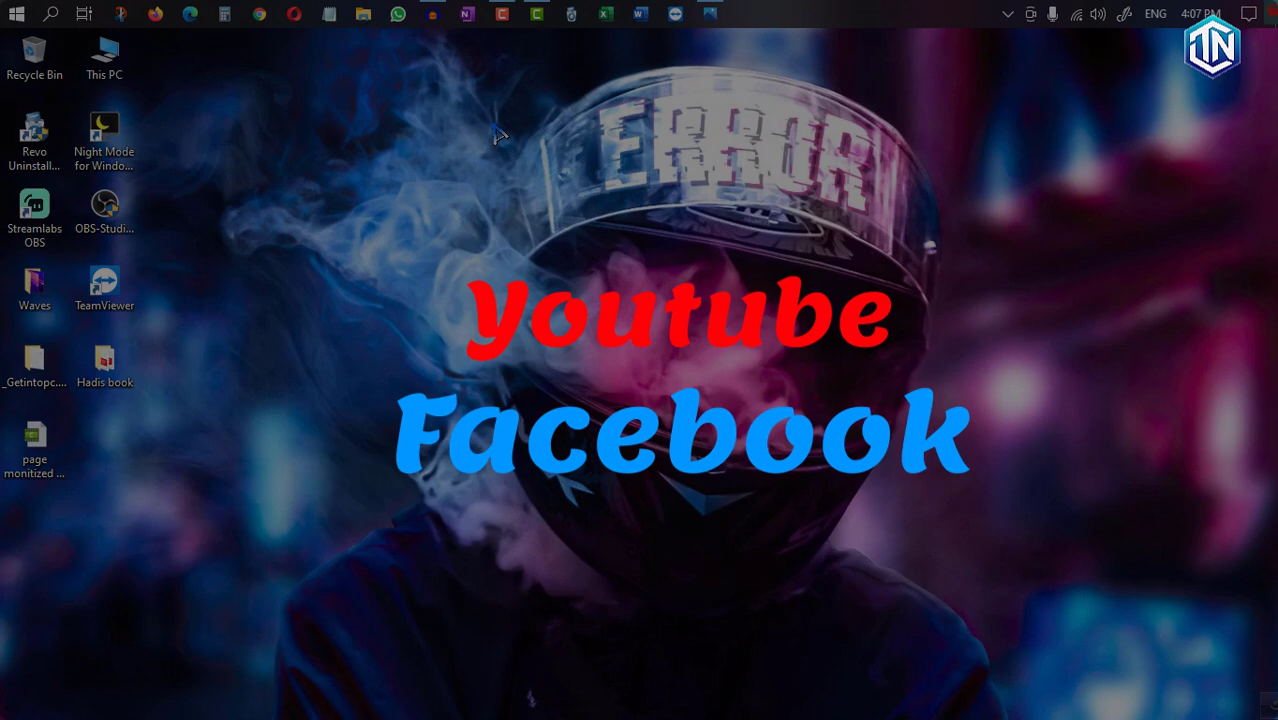 ENG 4:07 PM
Recycle Bin
This PC
Revo
Uninstall...
Night Mode
for Windo...
Streamlabs
OBS
OBS-Studi...
Waves
TeamViewer
_Getintopc....
Hadis book
page
monitized ...
ERROR
Youtube
Facebook